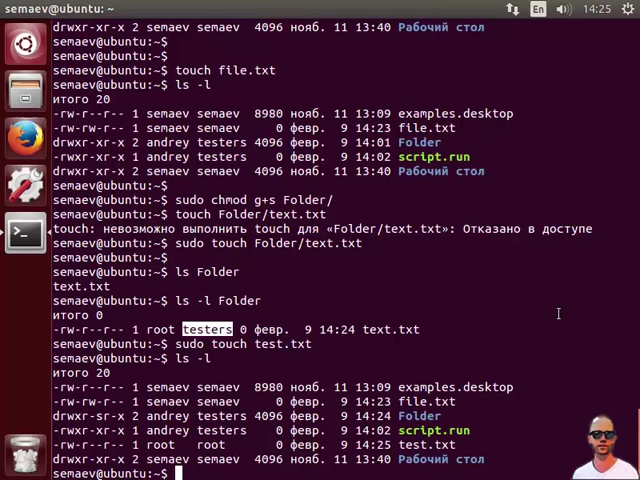 semaev@ubuntu: ~
En
14:25
drwxr-xr-x 2 semaev semaev  4096 нояб. 11 13:40 Рабочий стол
semaev@ubuntu:~$
semaev@ubuntu:~$
semaev@ubuntu:~$ touch file.txt
semaev@ubuntu:~$ ls -l
итого 20
-rw-r--r-- 1 semaev semaev  8980 нояб. 11 13:09 examples.desktop
-rw-rw-r-- 1 semaev semaev     0 февр.  9 14:23 file.txt
drwxr-xr-x 2 andrey testers 4096 февр.  9 14:01 Folder
-rwxr-xr-x 1 andrey testers    0 февр.  9 14:02 script.run
drwxr-xr-x 2 semaev semaev  4096 нояб. 11 13:40 Рабочий стол
semaev@ubuntu:~$
semaev@ubuntu:~$ sudo chmod g+s Folder/
semaev@ubuntu:~$ touch Folder/text.txt
touch: невозможно выполнить touch для «Folder/text.txt»: Отказано в доступе
semaev@ubuntu:~$ sudo touch Folder/text.txt
semaev@ubuntu:~$
semaev@ubuntu:~$ ls Folder
text.txt
semaev@ubuntu:~$ ls -l Folder
итого 0
-rw-r--r-- 1 root testers 0 февр.  9 14:24 text.txt
semaev@ubuntu:~$ sudo touch test.txt
semaev@ubuntu:~$ ls -l
итого 20
-rw-r--r-- 1 semaev semaev  8980 нояб. 11 13:09 examples.desktop
-rw-rw-r-- 1 semaev semaev     0 февр.  9 14:23 file.txt
drwxr-sr-x 2 andrey testers 4096 февр.  9 14:24 Folder
-rwxr-xr-x 1 andrey testers    0 февр.  9 14:02 script.run
-rw-r--r-- 1 root   root       0 февр.  9 14:25 test.txt
drwxr-xr-x 2 semaev semaev  4096 нояб. 11 13:40 Рабочий стол
semaev@ubuntu:~$